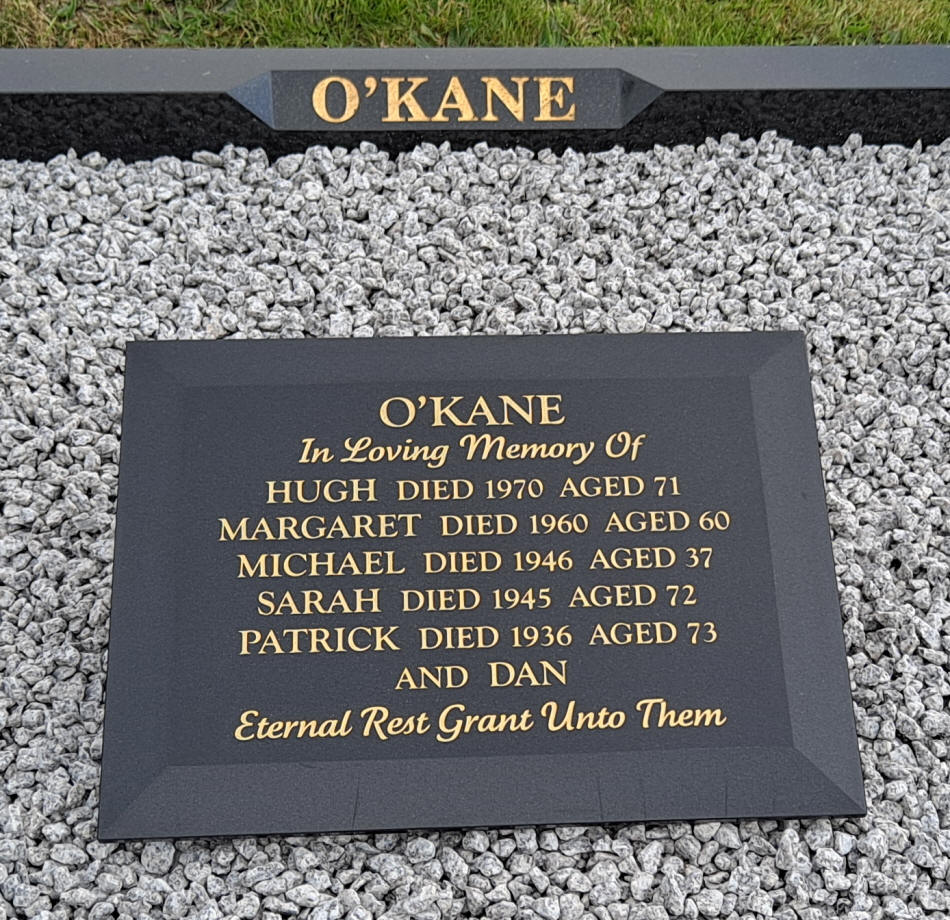 O'KANE
O'KANE
In Loving Memory Of
HUGH DIED 1970 AGED 71
MARGARET DIED 1960 AGED 60
MICHAEL DIED 1946 AGED 37
SARAH DIED 1945 AGED 72
PATRICK DIED 1936 AGED 73
AND DAN
Eternal Rest Grant Unto Them